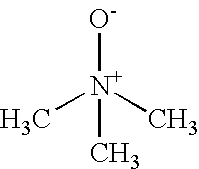 O-
N+
H3C CH3
CH3